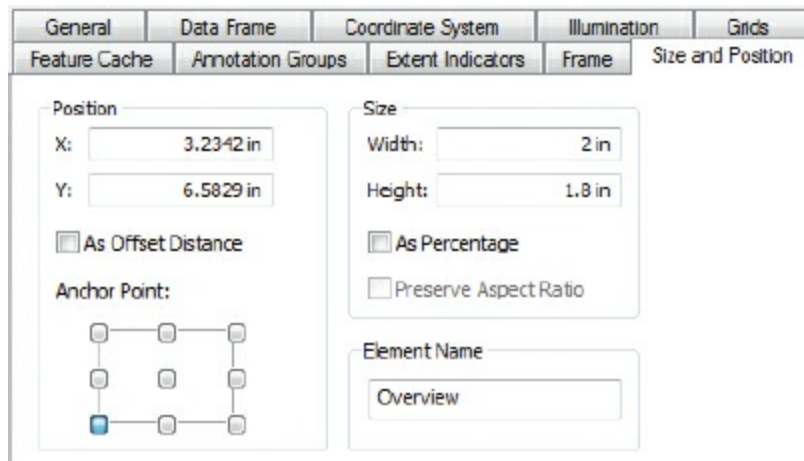 General Data Frame Coordinate System Illumination Grids
Feature Cache Annotation Groups Extent Indicators Frame Size and Position
Position
X: 3.2342 in
Y: 6.5829 in
As Offset Distance
Anchor Point:
Size
Width: 2 in
Height: 1.8 in
As Percentage
Preserve Aspect Ratio
Element Name
Overview